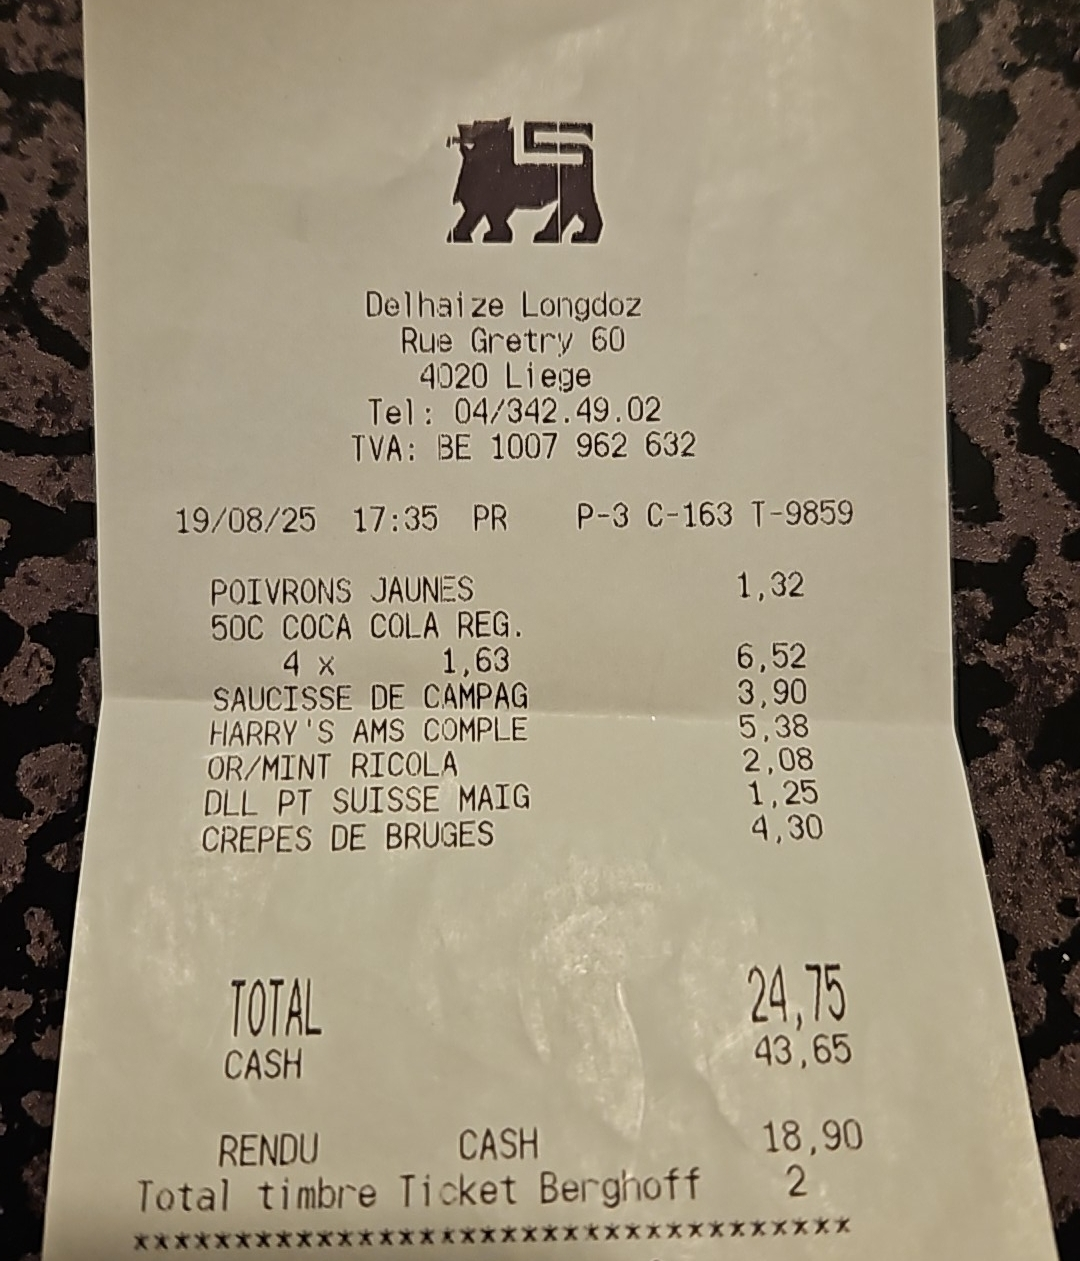 Delhaize Longdoz
Rue Gretry 60
4020 Liege
Tel: 04/342.49.02
TVA: BE 1007 962 632
19/08/25 17:35 PR P-3 C-163 T-9859
POIVRONS JAUNES 1,32
50C COCA COLA REG.
4 x 1,63 6,52
SAUCISSE DE CAMPAG 3,90
HARRY'S AMS COMPLE 5,38
OR/MINT RICOLA 2,08
DLL PT SUISSE MAIG 1,25
CREPES DE BRUGES 4,30
TOTAL 24,75
CASH 43,65
RENDU CASH 18,90
Total timbre Ticket Berghoff 2
***********************************